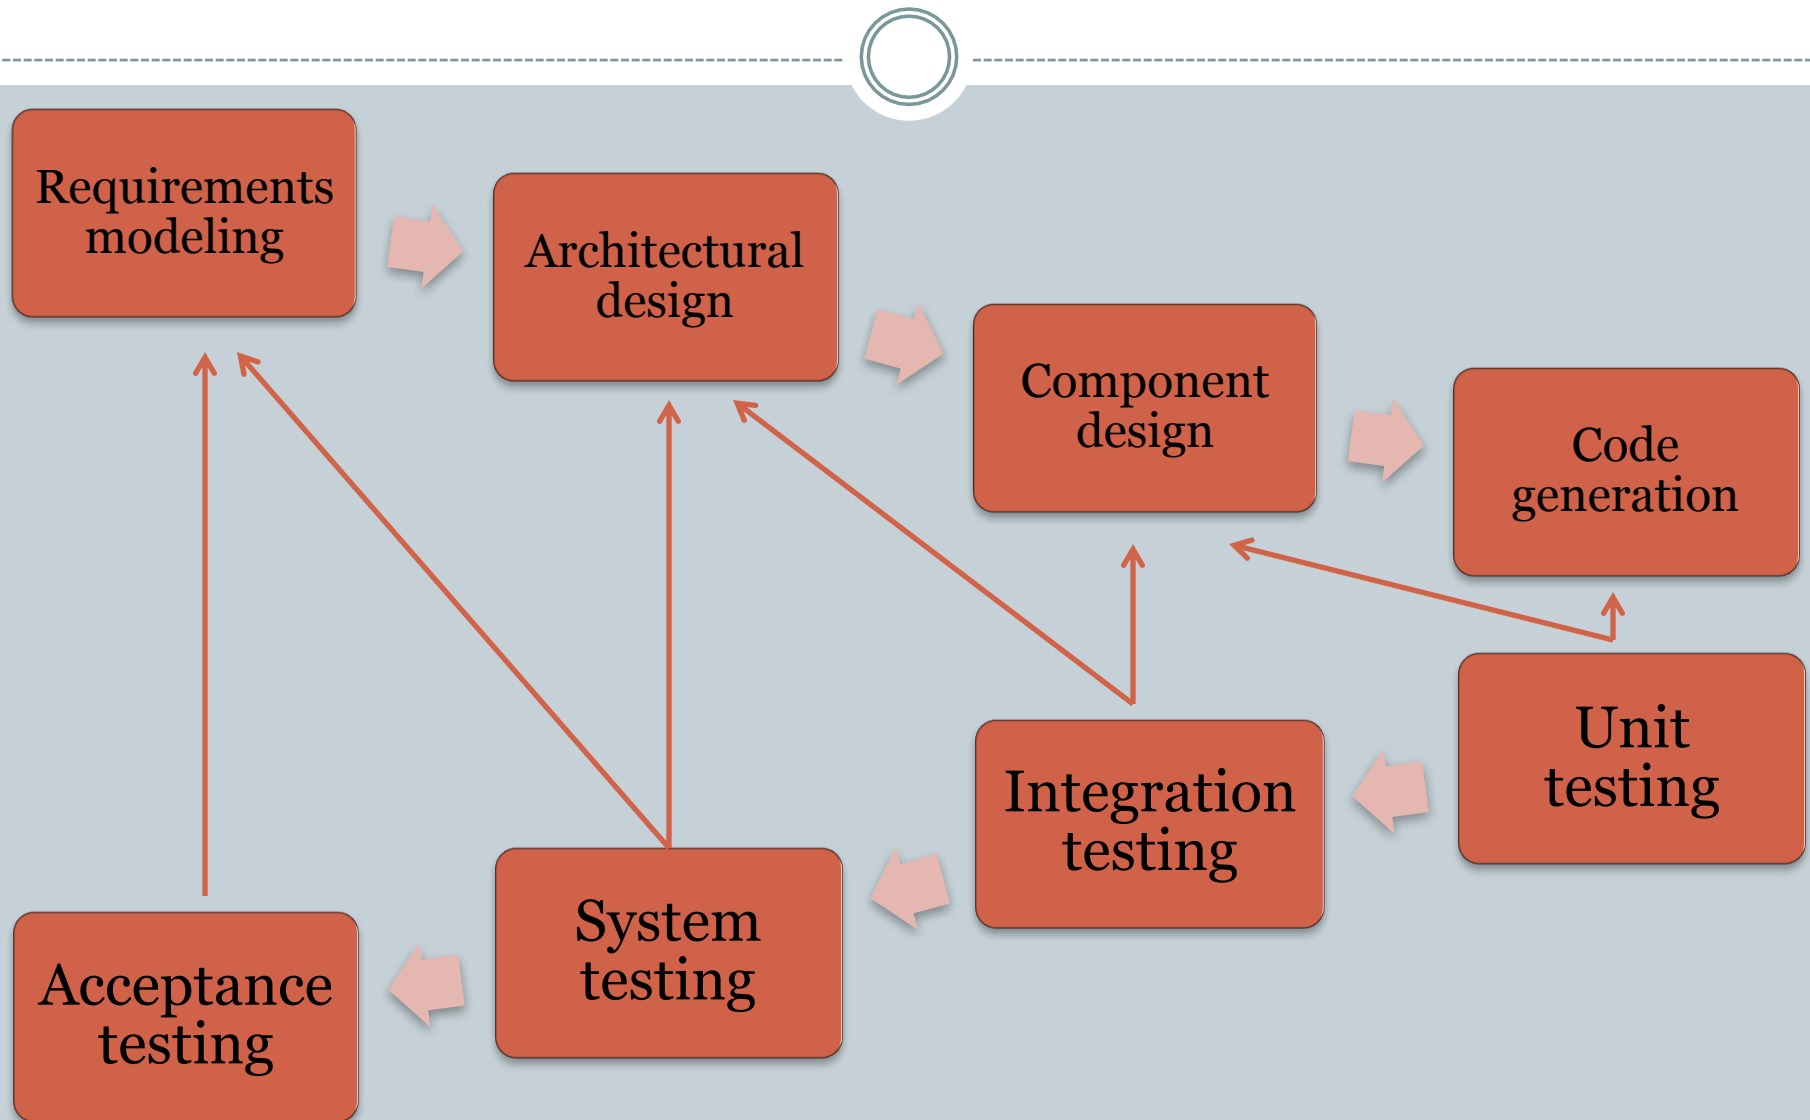 Requirements
modeling
Architectural
design
Component
design
Code
generation
Unit
testing
Integration
testing
System
testing
Acceptance
testing